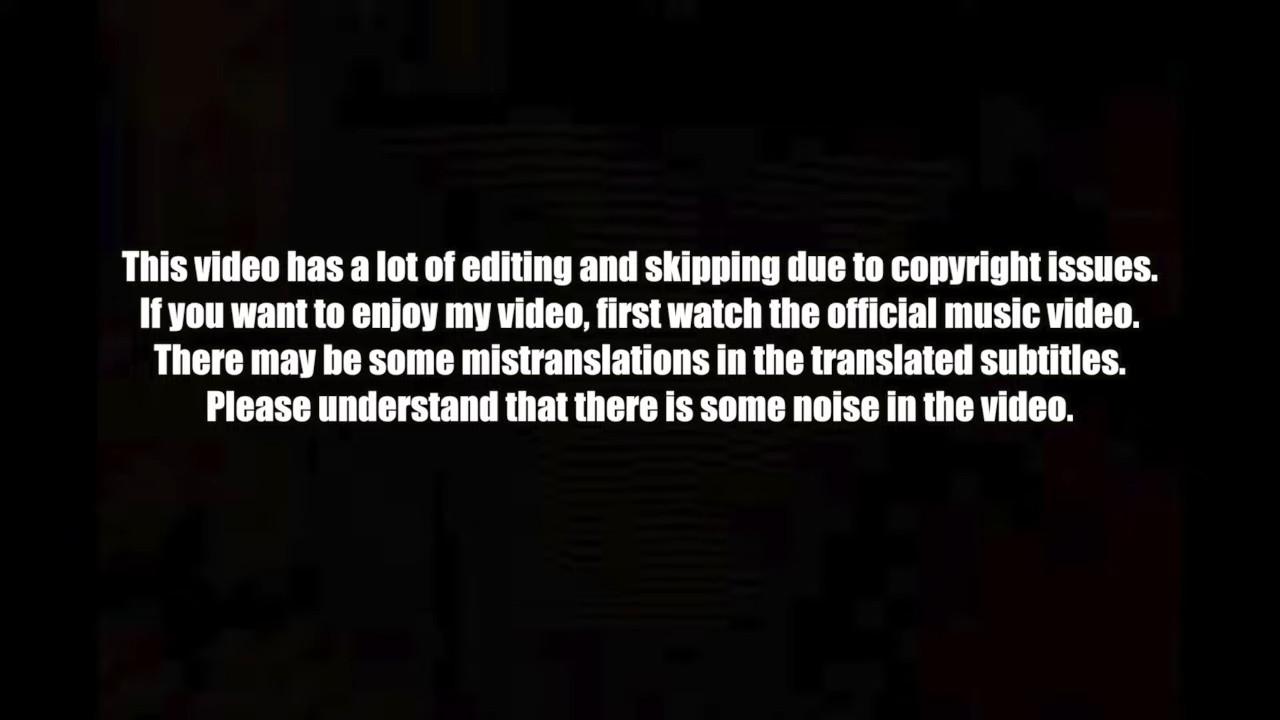 This video has a lot of editing and skipping due to copyright issues.
If you want to enjoy my video, first watch the official music video.
There may be some mistranslations in the translated subtitles.
Please understand that there is some noise in the video.